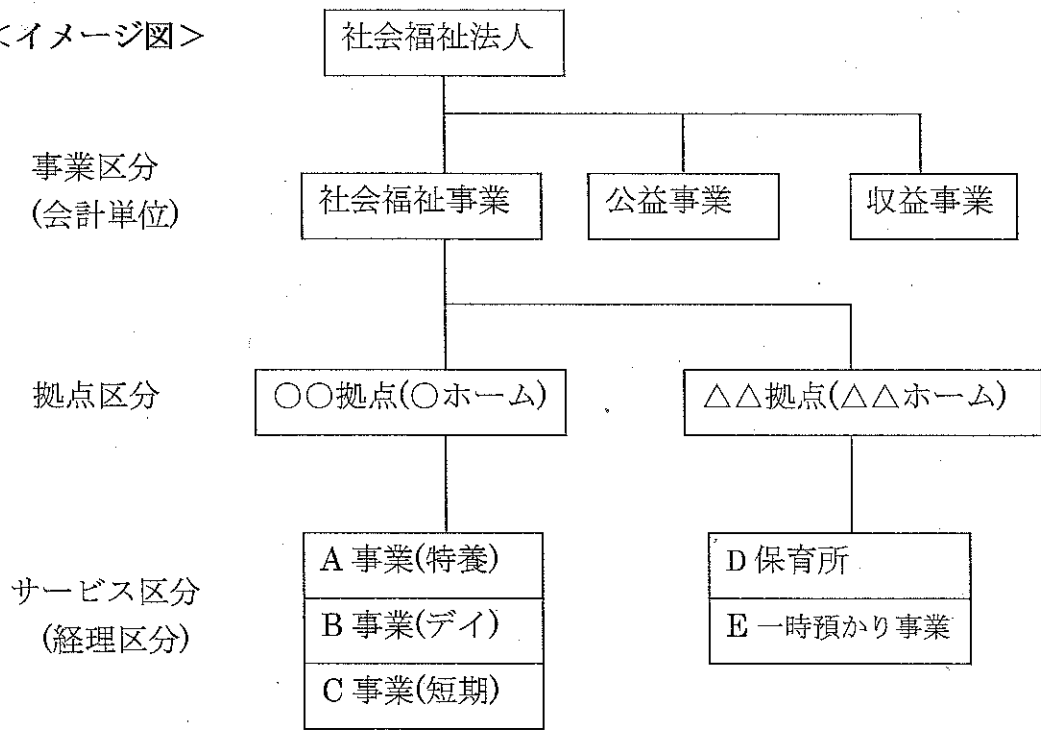 ＜イメージ図＞
社会福祉法人
事業区分
(会計単位)
社会福祉事業
公益事業
収益事業
拠点区分
○○拠点(○ホーム)
△△拠点(△△ホーム)
サービス区分
(経理区分)
A 事業(特養)
B 事業(デイ)
C 事業(短期)
D 保育所
E 一時預かり事業